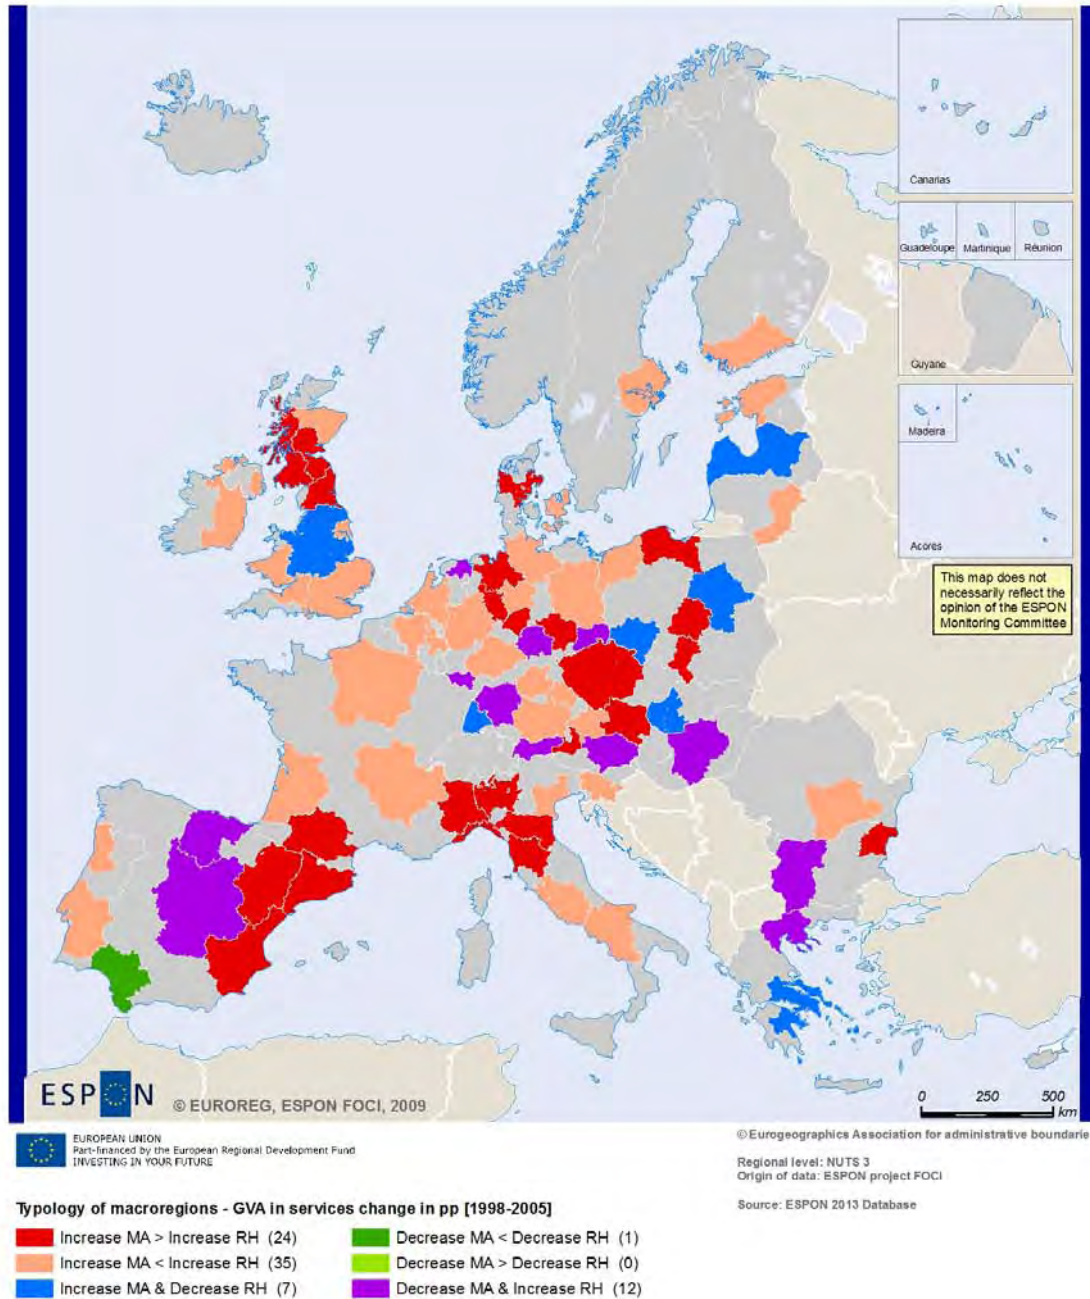 Canarias
Guadeloupe
Martinique
Réunion
Guyane
Madeira
Acores
This map does not
necessarily reflect the
opinion of the ESPON
Monitoring Committee
ESPON
© EUROREG, ESPON FOCI, 2009
0 250 500
km
EUROPEAN UNION
Part-financed by the European Regional Development Fund
INVESTING IN YOUR FUTURE
© Eurogeographics Association for administrative boundarie
Regional level: NUTS 3
Origin of data: ESPON project FOCI
Source: ESPON 2013 Database
Typology of macroregions - GVA in services change in pp [1998-2005]
Increase MA > Increase RH (24)
Increase MA < Increase RH (35)
Increase MA & Decrease RH (7)
Decrease MA < Decrease RH (1)
Decrease MA > Decrease RH (0)
Decrease MA & Increase RH (12)